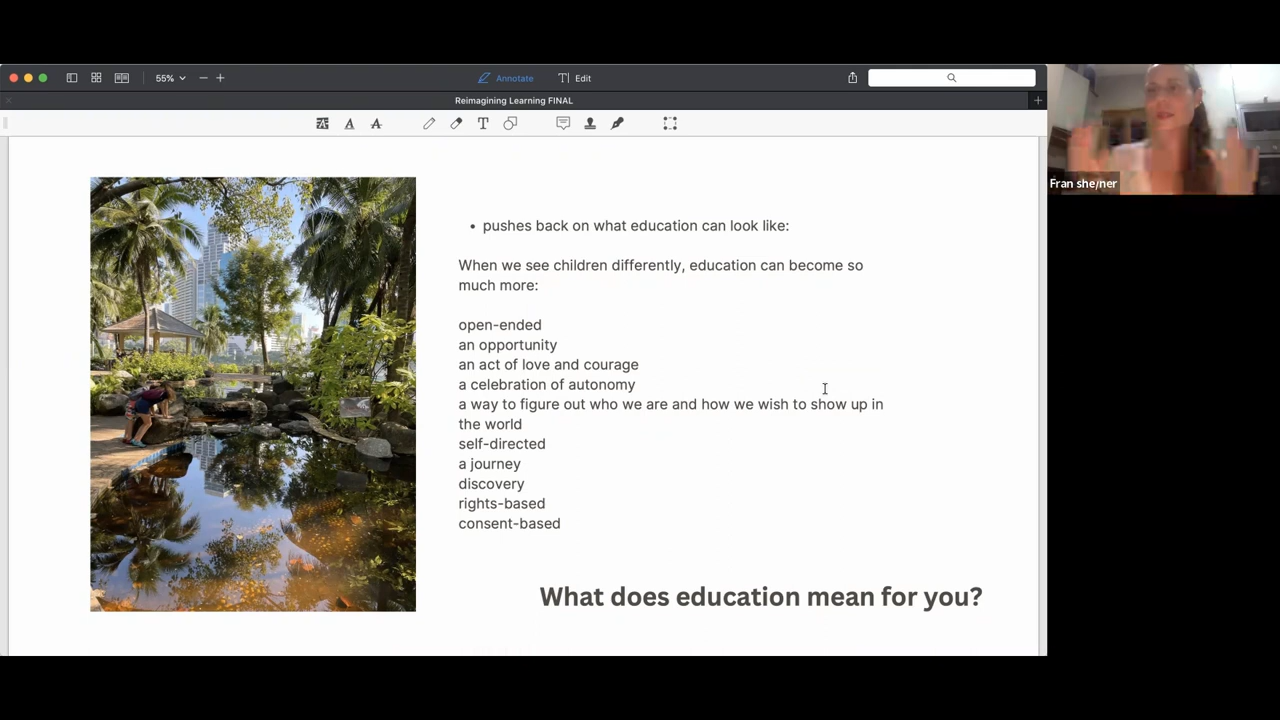 55%
Annotate
Edit
Reimagining Learning FINAL
Fran she/her
• pushes back on what education can look like:
When we see children differently, education can become so
much more:
open-ended
an opportunity
an act of love and courage
a celebration of autonomy
a way to figure out who we are and how we wish to show up in
the world
self-directed
a journey
discovery
rights-based
consent-based
What does education mean for you?